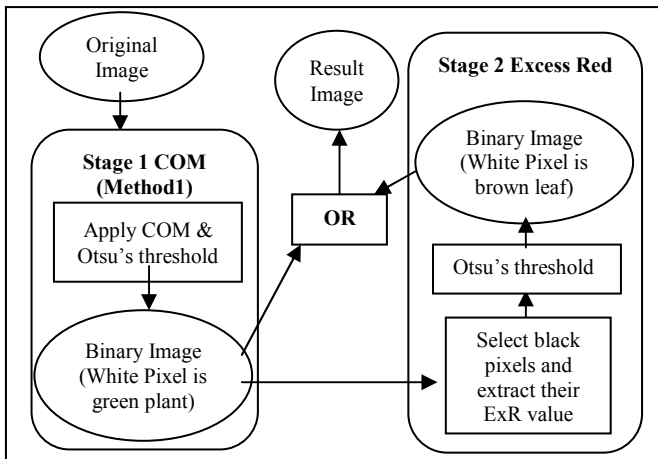 Original
Image
Stage 1 COM
(Method1)
Apply COM &
Otsu's threshold
Binary Image
(White Pixel is
green plant)
Result
Image
OR
Stage 2 Excess Red
Binary Image
(White Pixel is
brown leaf)
Otsu's threshold
Select black
pixels and
extract their
ExR value